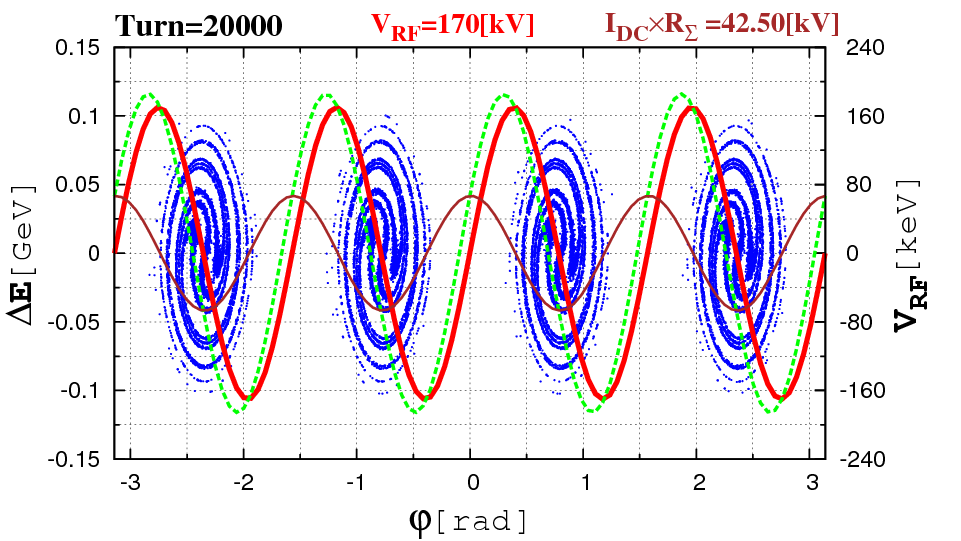 Turn=20000 V_RF=170[kV] I_DC×R_Σ =42.50[kV]
0.15 240
0.1 160
0.05 80
0 0
-0.05 -80
-0.1 -160
-0.15 -240
ΔE[GeV]
V_RF[keV]
-3 -2 -1 0 1 2 3
φ[rad]